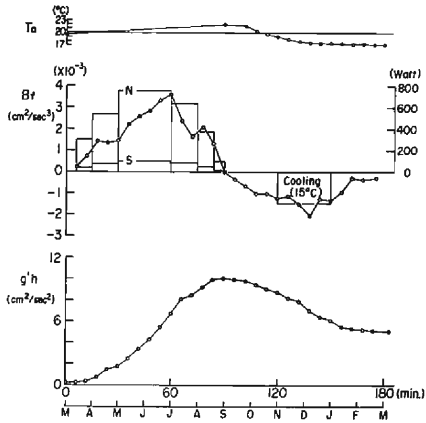 (°C)
Ta
23
20
17
(×10⁻³)
(Watt)
Bf
(cm²/sec³)
4
3
2
1
0
-1
-2
-3
800
600
400
200
0
N
S
Cooling
(15°C)
g'h
(cm²/sec²)
12
6
0
0 60 120 180 (min.)
M A M J J A S O N D J F M